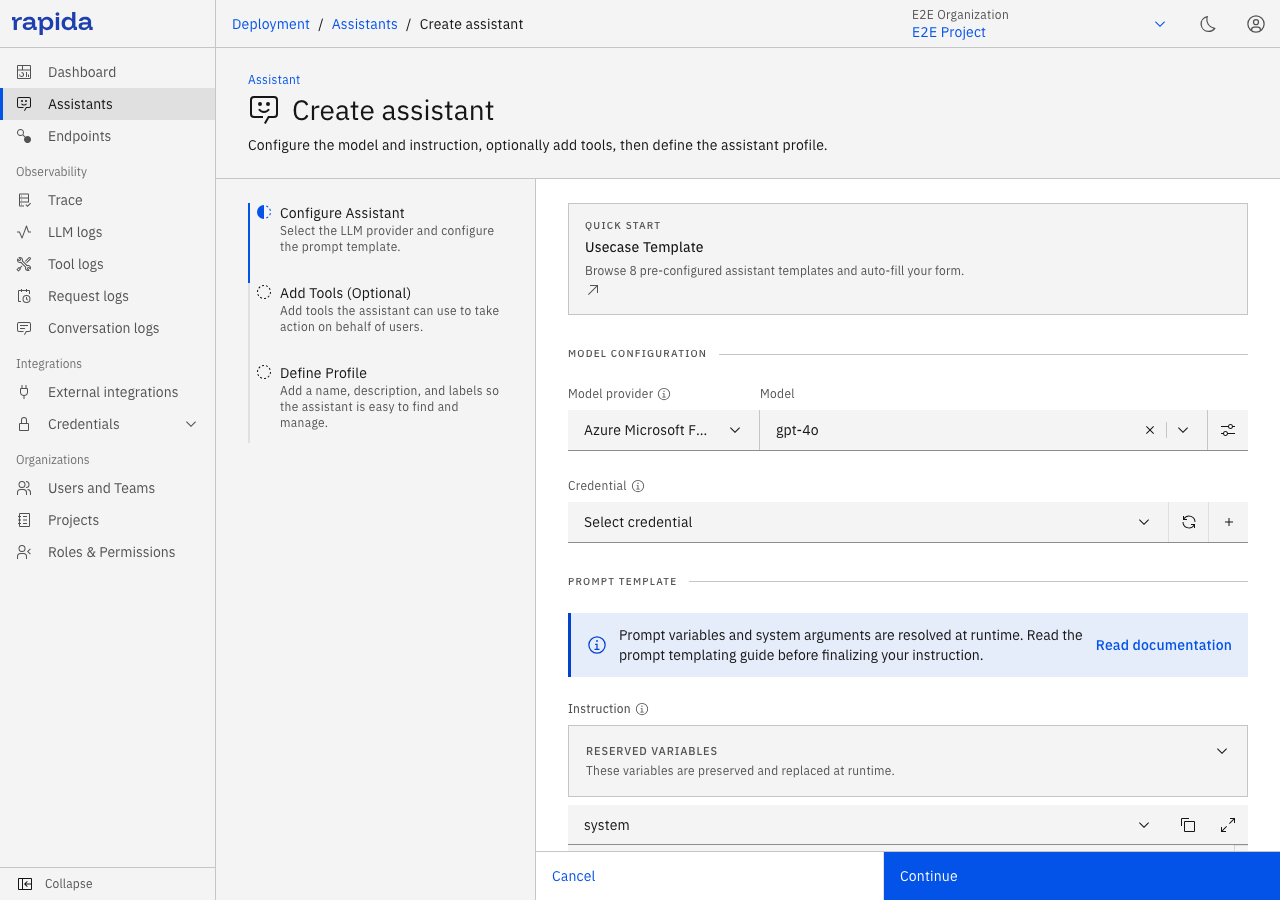 rapida
Deployment / Assistants / Create assistant
E2E Organization
E2E Project
Dashboard
Assistants
Endpoints
Observability
Trace
LLM logs
Tool logs
Request logs
Conversation logs
Integrations
External integrations
Credentials
Organizations
Users and Teams
Projects
Roles & Permissions
Collapse
Assistant
Create assistant
Configure the model and instruction, optionally add tools, then define the assistant profile.
Configure Assistant
Select the LLM provider and configure
the prompt template.
Add Tools (Optional)
Add tools the assistant can use to take
action on behalf of users.
Define Profile
Add a name, description, and labels so
the assistant is easy to find and
manage.
QUICK START
Usecase Template
Browse 8 pre-configured assistant templates and auto-fill your form.
MODEL CONFIGURATION
Model provider Model
Azure Microsoft F... gpt-4o
Credential
Select credential
PROMPT TEMPLATE
Prompt variables and system arguments are resolved at runtime. Read the
prompt templating guide before finalizing your instruction.
Read documentation
Instruction
RESERVED VARIABLES
These variables are preserved and replaced at runtime.
system
Cancel
Continue